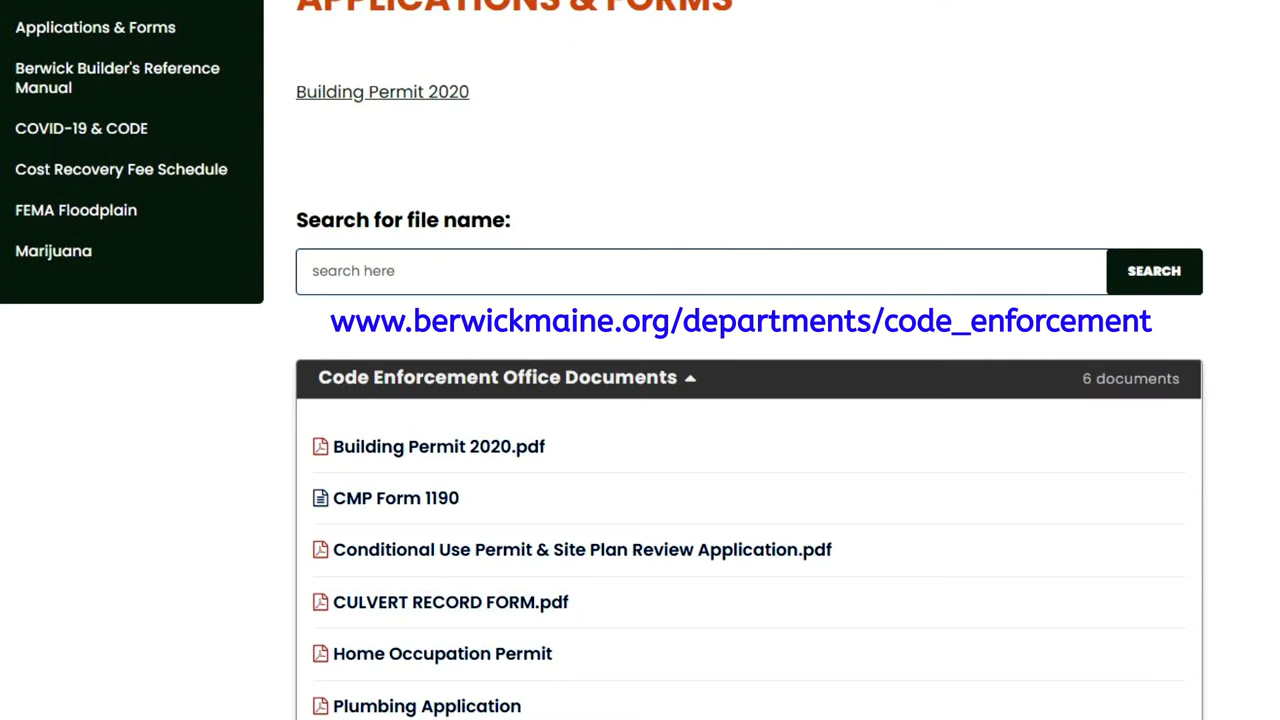 APPLICATIONS & FORMS
Applications & Forms
Berwick Builder's Reference
Manual
COVID-19 & CODE
Cost Recovery Fee Schedule
FEMA Floodplain
Marijuana
Building Permit 2020
Search for file name:
search here
SEARCH
www.berwickmaine.org/departments/code_enforcement
Code Enforcement Office Documents
6 documents
Building Permit 2020.pdf
CMP Form 1190
Conditional Use Permit & Site Plan Review Application.pdf
CULVERT RECORD FORM.pdf
Home Occupation Permit
Plumbing Application